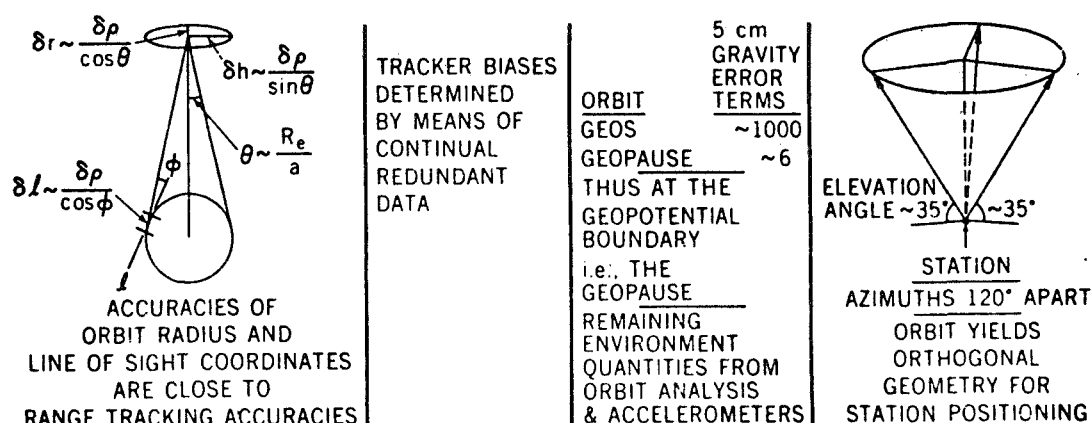 δr~δρ/cosθ
δh~δρ/sinθ
θ~Re/a
ϕ
δl~δρ/cosϕ
l
ACCURACIES OF
ORBIT RADIUS AND
LINE OF SIGHT COORDINATES
ARE CLOSE TO
RANGE TRACKING ACCURACIES
TRACKER BIASES
DETERMINED
BY MEANS OF
CONTINUAL
REDUNDANT
DATA
5 cm
GRAVITY
ERROR
ORBIT TERMS
GEOS ~1000
GEOPAUSE ~6
THUS AT THE
GEOPOTENTIAL
BOUNDARY
i.e., THE
GEOPAUSE
REMAINING
ENVIRONMENT
QUANTITIES FROM
ORBIT ANALYSIS
& ACCELEROMETERS
ELEVATION
ANGLE ~35° ~35°
STATION
AZIMUTHS 120° APART
ORBIT YIELDS
ORTHOGONAL
GEOMETRY FOR
STATION POSITIONING